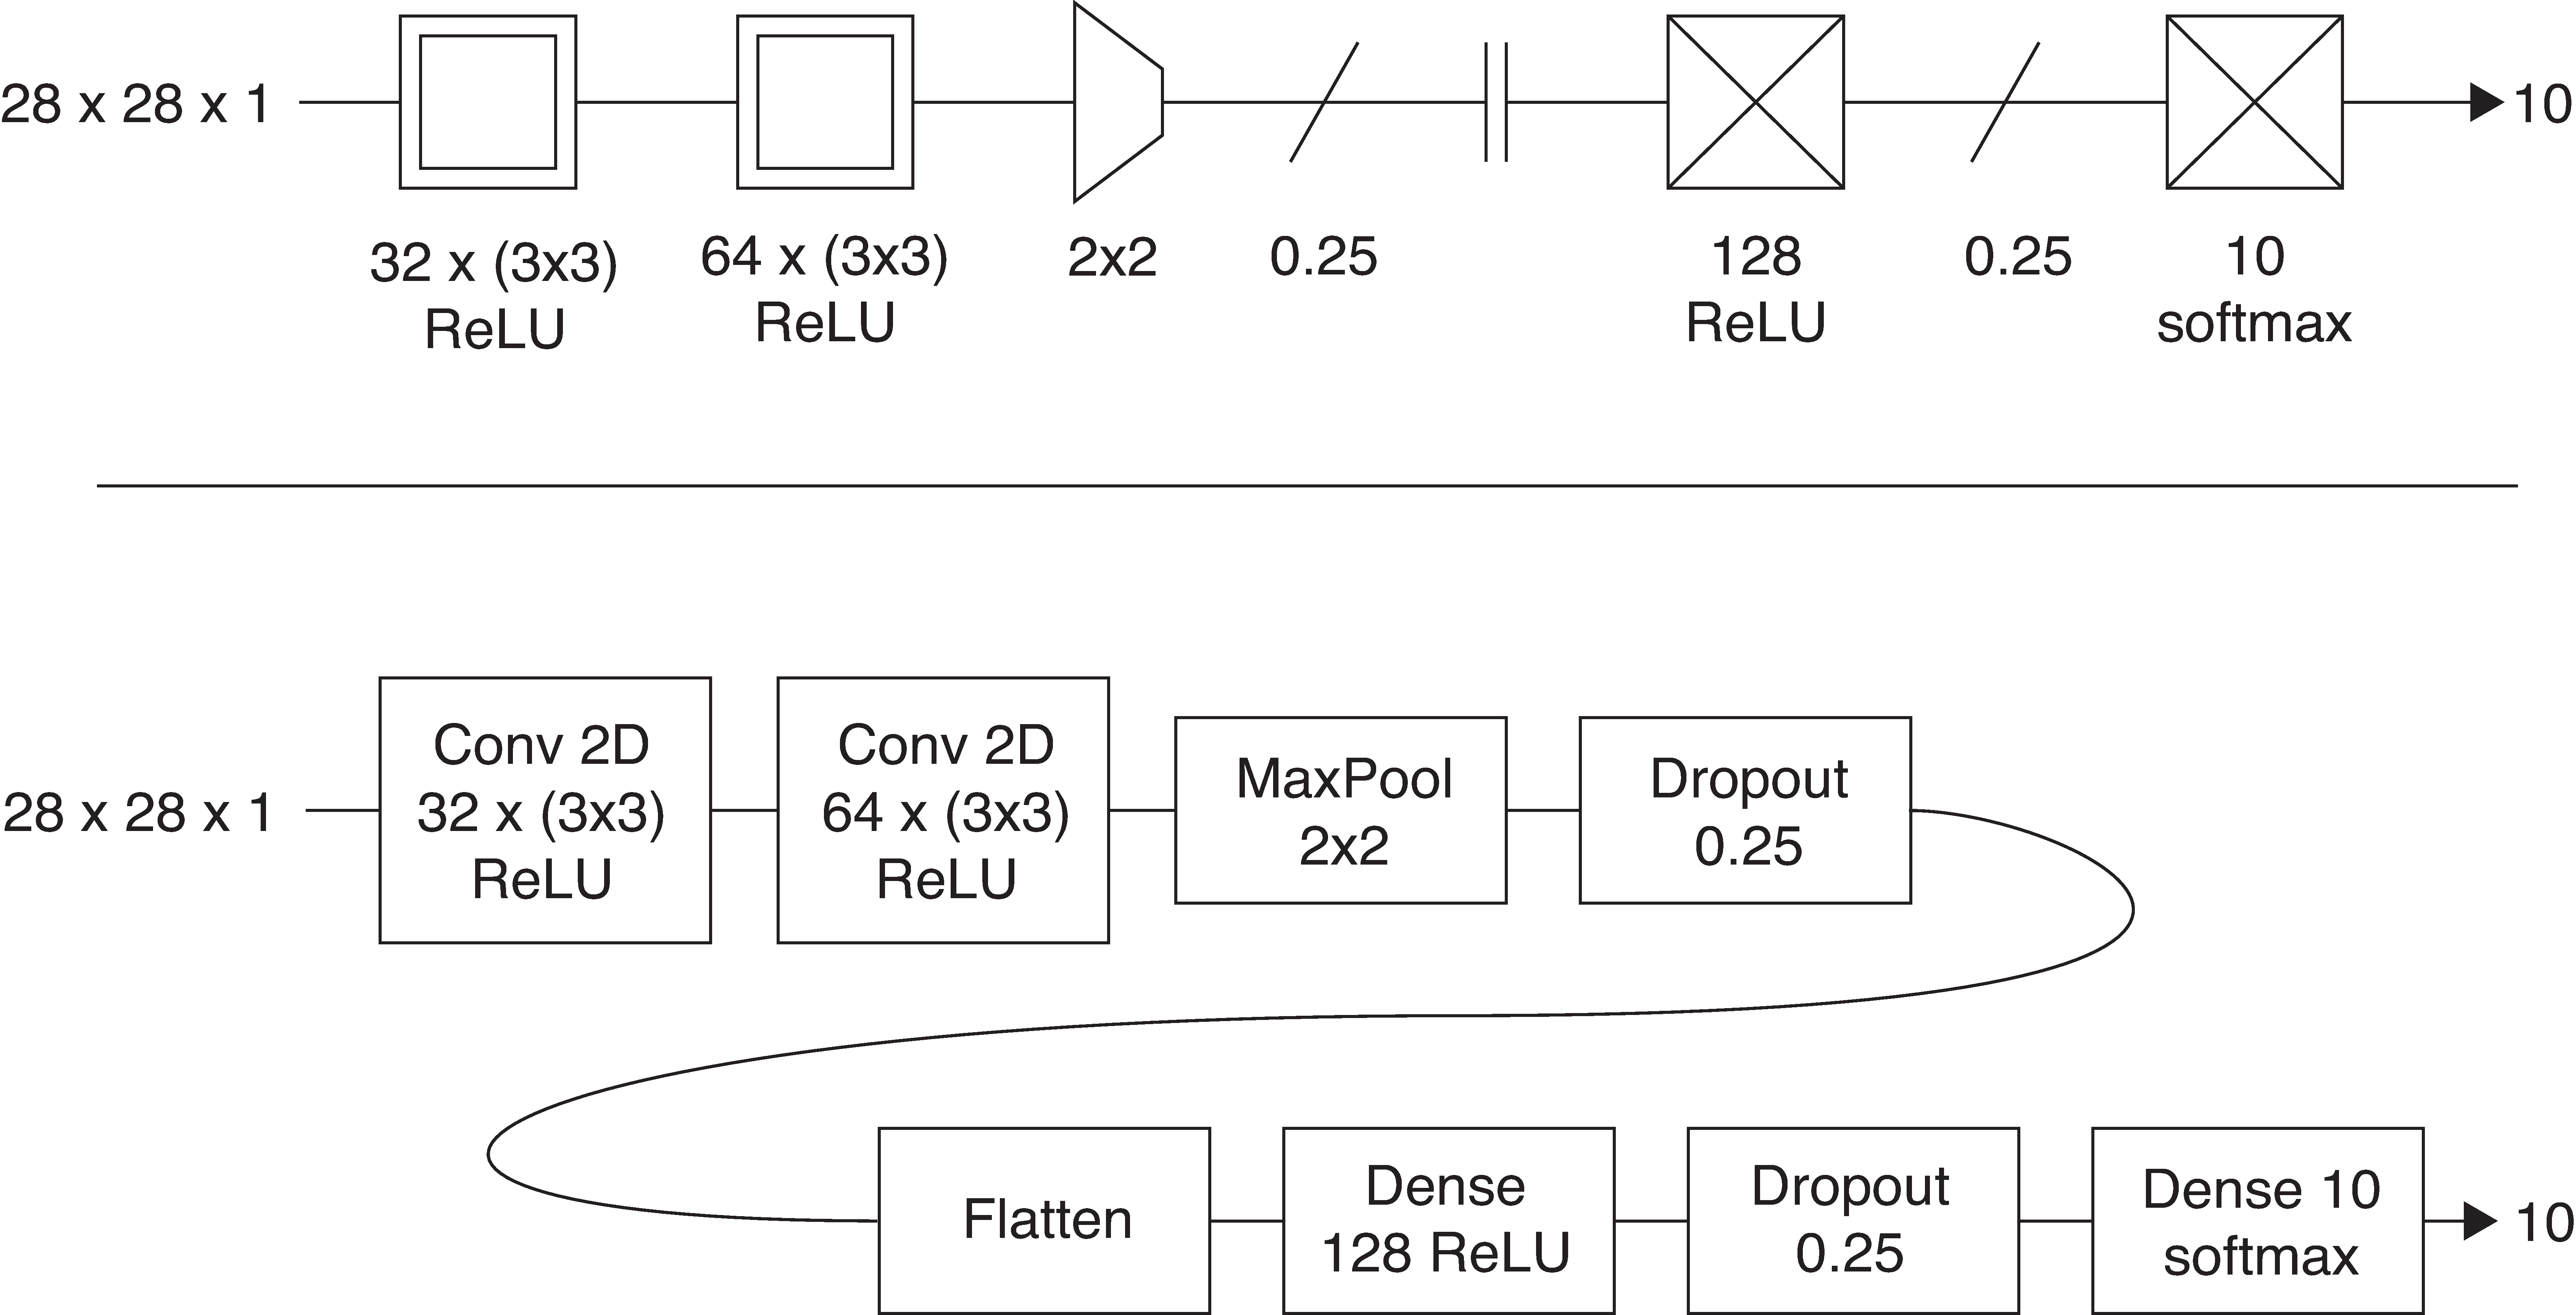 28 x 28 x 1
32 x (3x3)
ReLU
64 x (3x3)
ReLU
2x2
0.25
128
ReLU
0.25
10
softmax
10
28 x 28 x 1
Conv 2D
32 x (3x3)
ReLU
Conv 2D
64 x (3x3)
ReLU
MaxPool
2x2
Dropout
0.25
Flatten
Dense
128 ReLU
Dropout
0.25
Dense 10
softmax
10